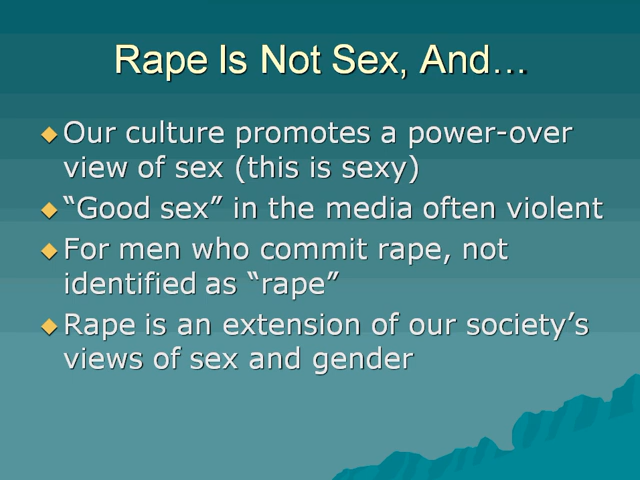 Rape Is Not Sex, And…
Our culture promotes a power-over
view of sex (this is sexy)
“Good sex” in the media often violent
For men who commit rape, not
identified as “rape”
Rape is an extension of our society’s
views of sex and gender